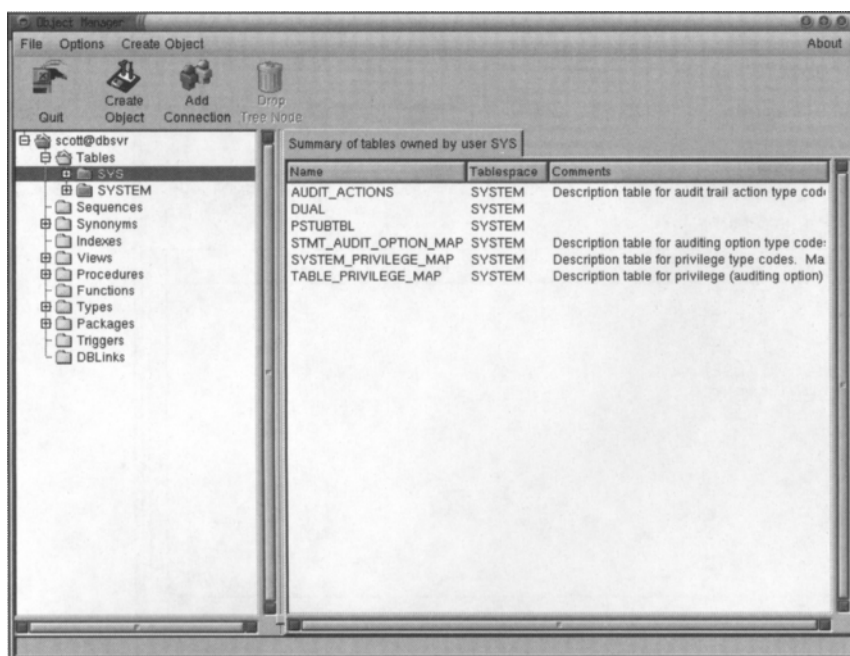 Object Manager
File Options Create Object About
Quit
Create Object
Add Connection
Drop Tree Node
scott@dbsvr
Tables
SYS
SYSTEM
Sequences
Synonyms
Indexes
Views
Procedures
Functions
Types
Packages
Triggers
DBLinks
Summary of tables owned by user SYS
Name Tablespace Comments
AUDIT_ACTIONS SYSTEM Description table for audit trail action type cod
DUAL SYSTEM
PSTUBTBL SYSTEM
STMT_AUDIT_OPTION_MAP SYSTEM Description table for auditing option type code
SYSTEM_PRIVILEGE_MAP SYSTEM Description table for privilege type codes. Ma
TABLE_PRIVILEGE_MAP SYSTEM Description table for privilege (auditing option)